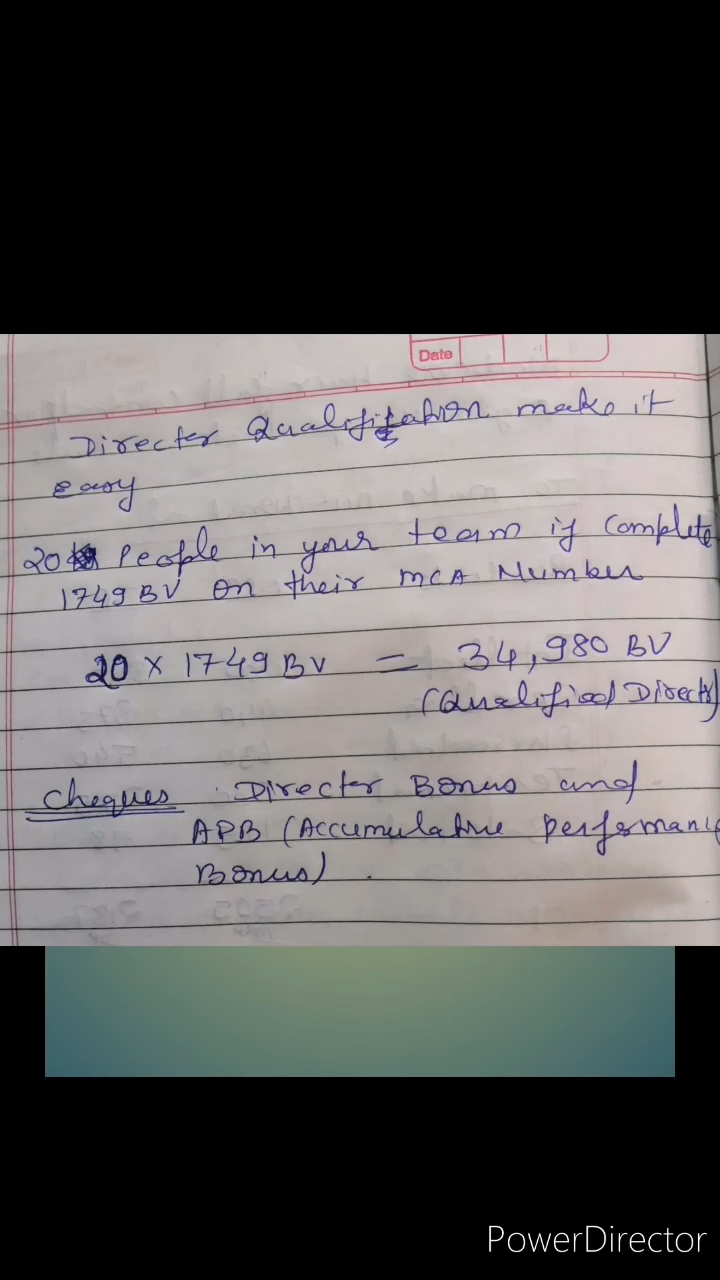 Date
Director Qualification make it
easy
20 People in your team if Complete
1749 BV on their MCA Number
20 × 1749 BV = 34,980 BV
(Qualified Directr)
Cheques : Director Bonus and
APB (Accumulative performance
Bonus).
PowerDirector